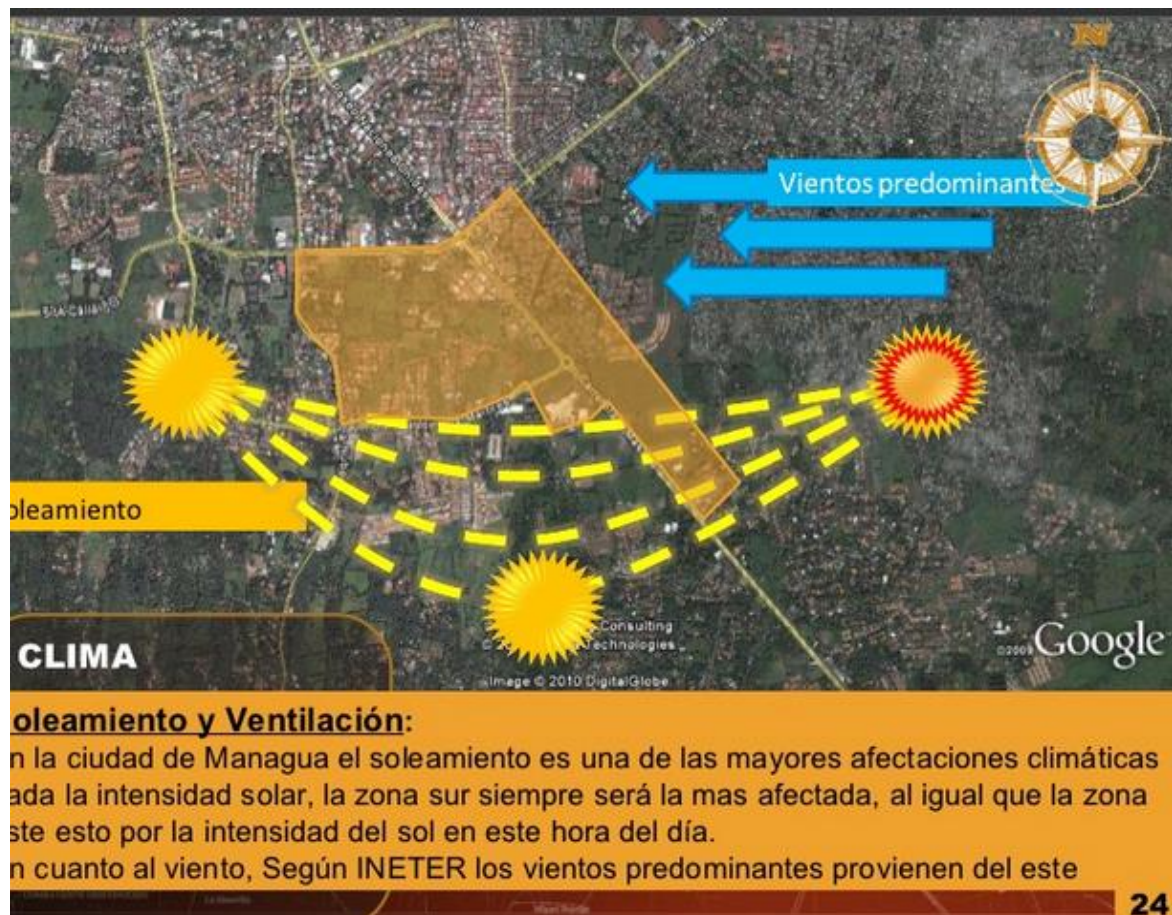 N
Vientos predominantes
oleamiento
Consulting
Technologies
©2009 Google
Image © 2010 DigitalGlobe
CLIMA
oleamiento y Ventilación:
n la ciudad de Managua el soleamiento es una de las mayores afectaciones climáticas
ada la intensidad solar, la zona sur siempre será la mas afectada, al igual que la zona
ste esto por la intensidad del sol en este hora del día.
n cuanto al viento, Según INETER los vientos predominantes provienen del este
24